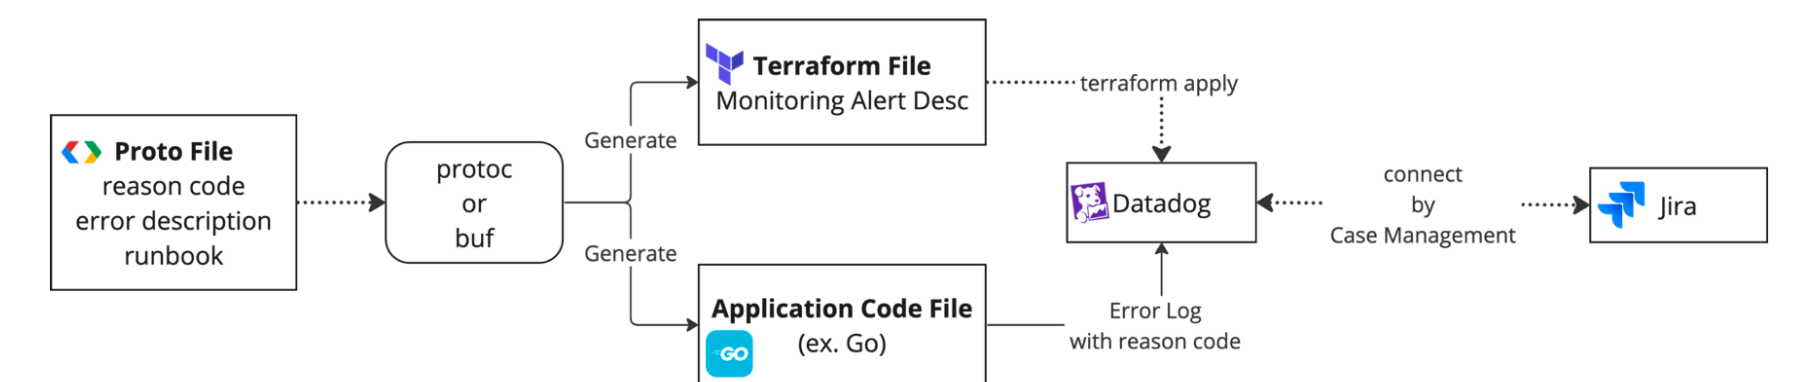 Proto File
reason code
error description
runbook
protoc
or
buf
Generate
Generate
Terraform File
Monitoring Alert Desc
Application Code File
(ex. Go)
GO
terraform apply
Datadog
Error Log
with reason code
connect
by
Case Management
Jira